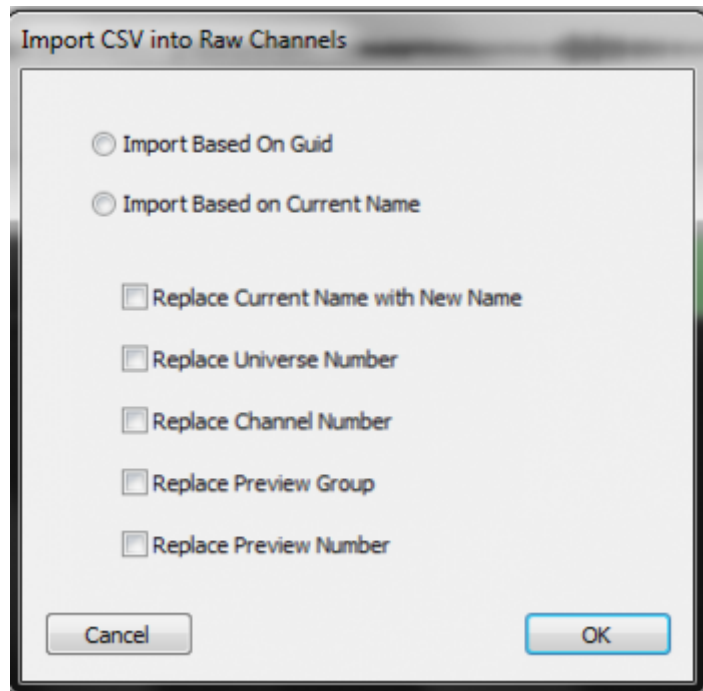 Import CSV into Raw Channels
Import Based On Guid
Import Based on Current Name
Replace Current Name with New Name
Replace Universe Number
Replace Channel Number
Replace Preview Group
Replace Preview Number
Cancel
OK